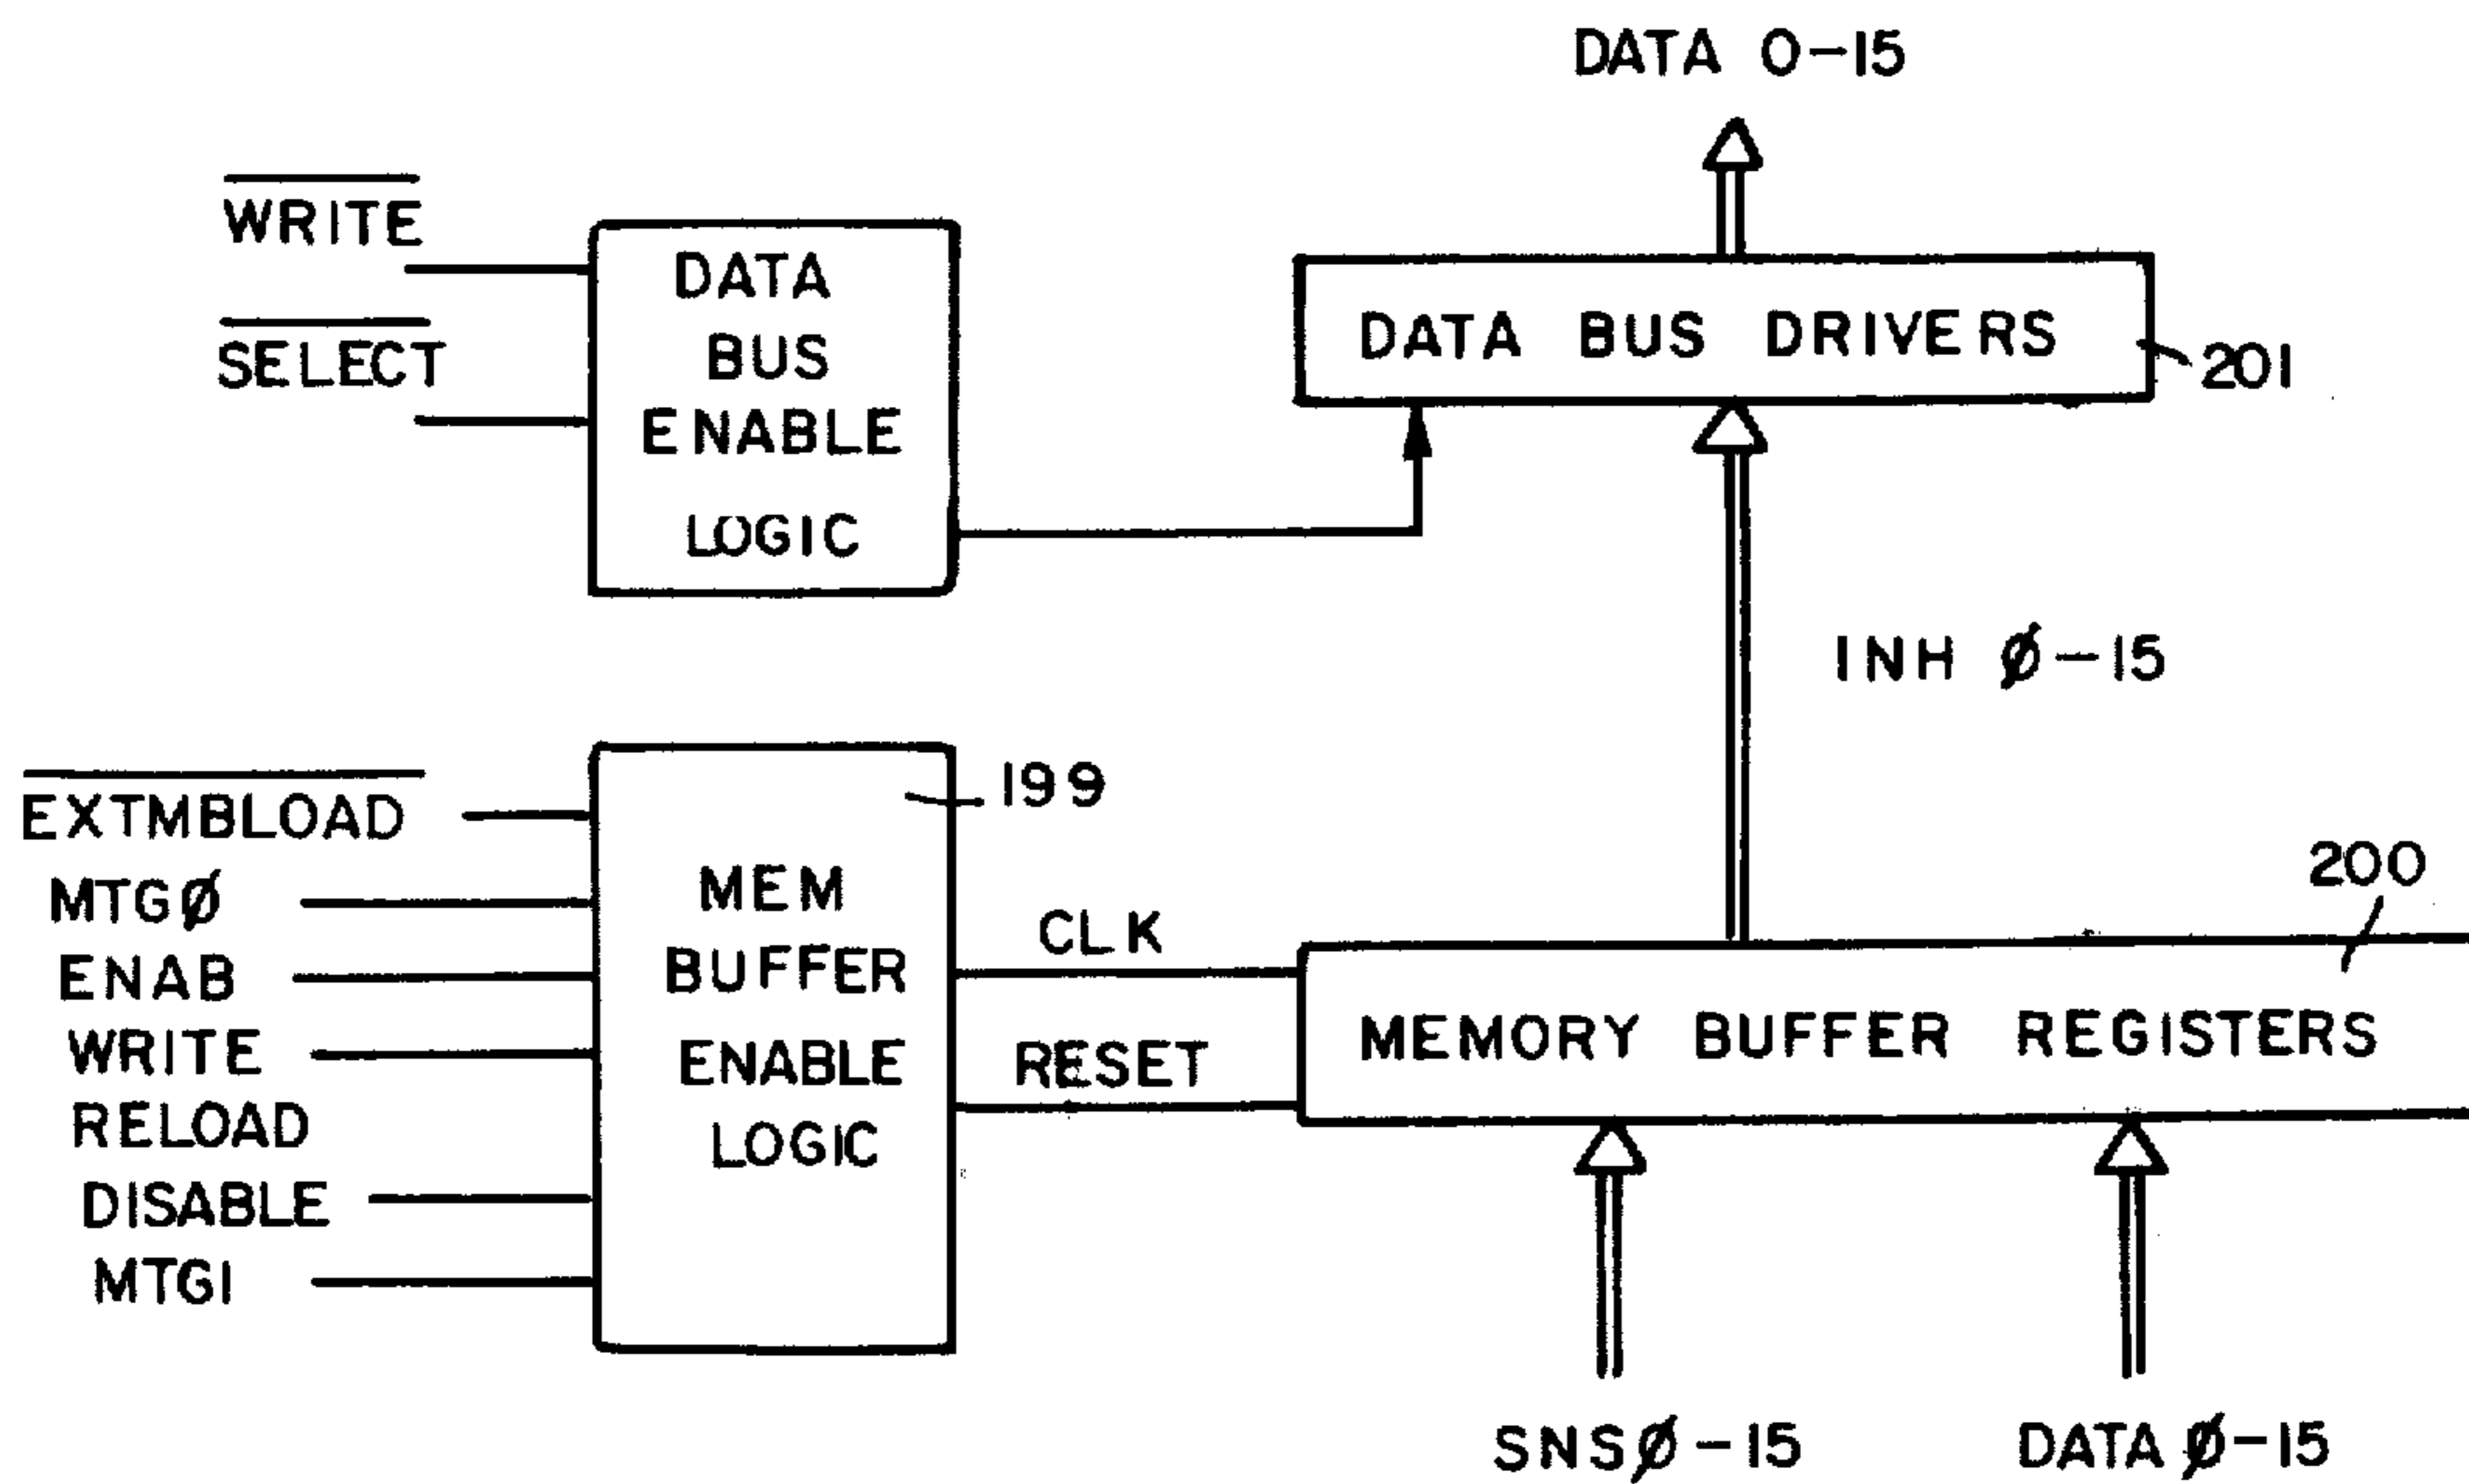 DATA 0-15
WRITE
SELECT
DATA
BUS
ENABLE
LOGIC
DATA BUS DRIVERS
201
INH Ø-15
EXTMBLOAD
MTGØ
ENAB
WRITE
RELOAD
DISABLE
MTG1
199
MEM
BUFFER
ENABLE
LOGIC
CLK
RESET
200
MEMORY BUFFER REGISTERS
SNSØ-15
DATA Ø-15